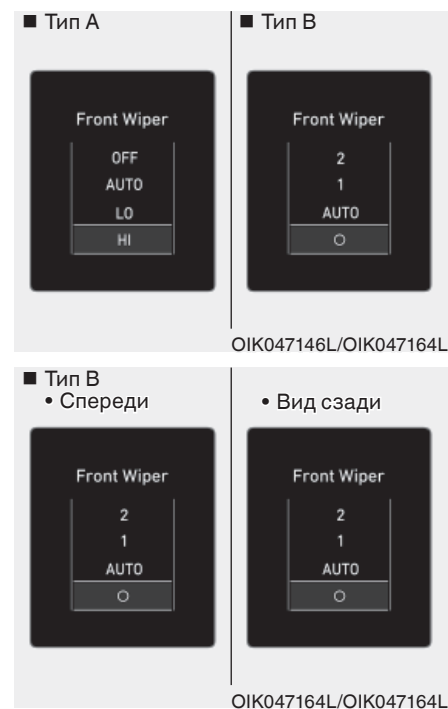 ■ Тип A
■ Тип B
Front Wiper
OFF
AUTO
LO
HI
Front Wiper
2
1
AUTO
O
OIK047146L/OIK047164L
■ Тип B
• Спереди
• Вид сзади
Front Wiper
2
1
AUTO
O
Front Wiper
2
1
AUTO
O
OIK047164L/OIK047164L